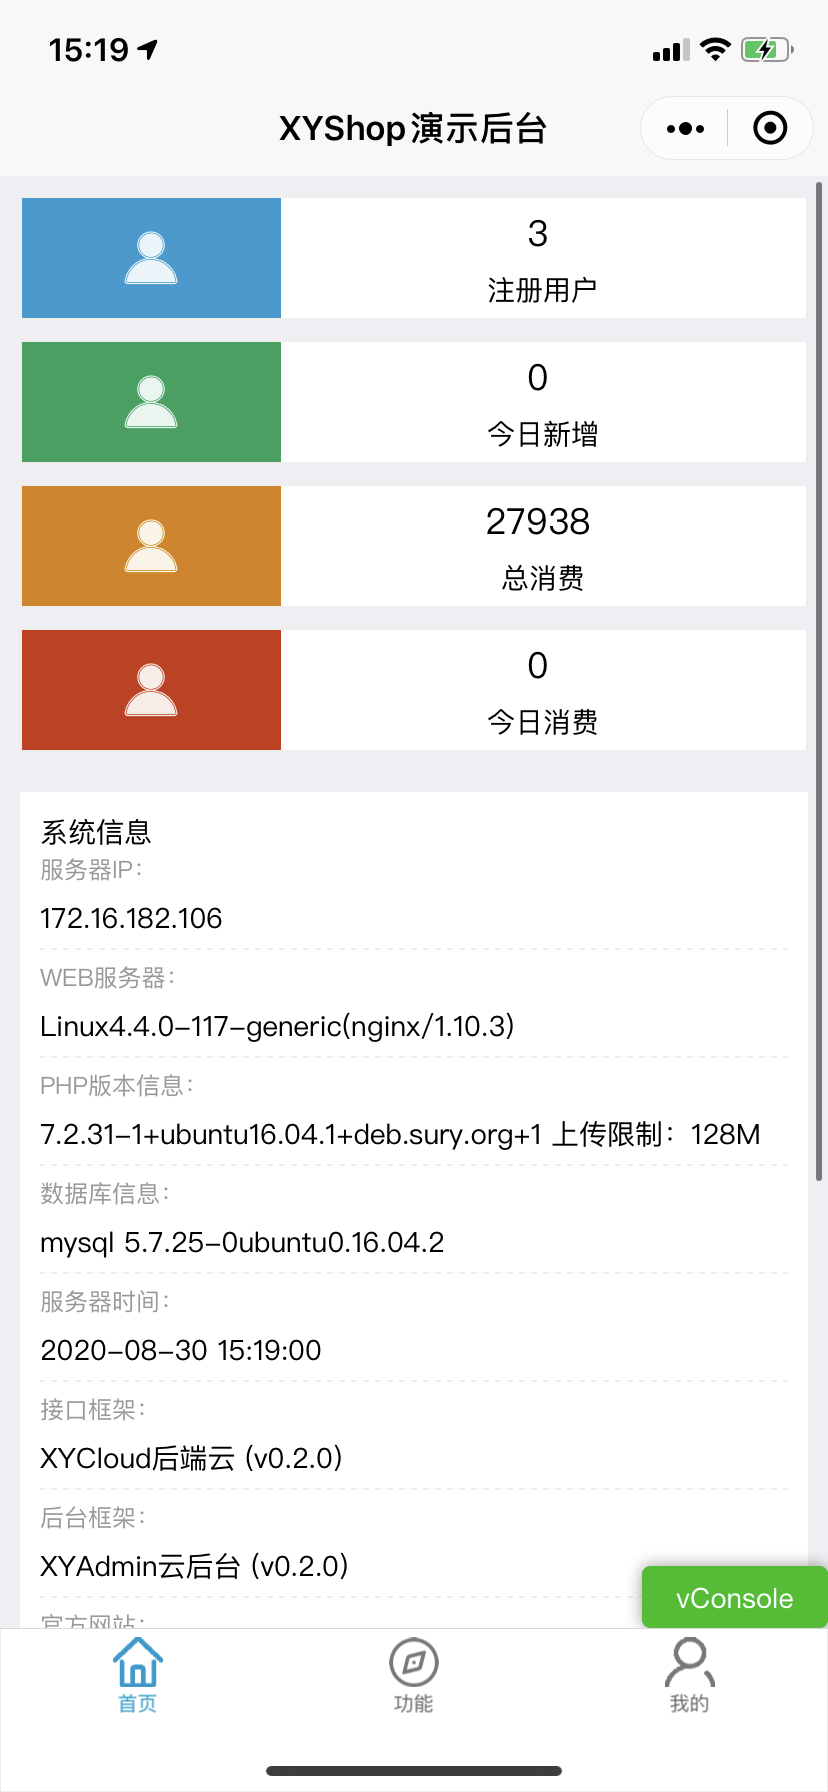 15:19
XYShop演示后台
3
注册用户
0
今日新增
27938
总消费
0
今日消费
系统信息
服务器IP：
172.16.182.106
WEB服务器：
Linux4.4.0-117-generic(nginx/1.10.3)
PHP版本信息：
7.2.31-1+ubuntu16.04.1+deb.sury.org+1 上传限制：128M
数据库信息：
mysql 5.7.25-0ubuntu0.16.04.2
服务器时间：
2020-08-30 15:19:00
接口框架：
XYCloud后端云 (v0.2.0)
后台框架：
XYAdmin云后台 (v0.2.0)
官方网站：
vConsole
首页
功能
我的